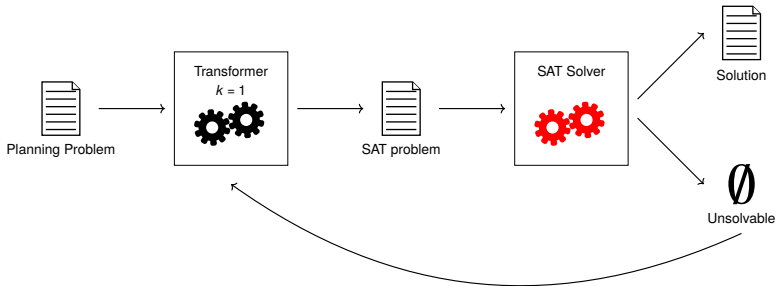 Planning Problem
Transformer
k = 1
SAT problem
SAT Solver
Solution
∅
Unsolvable